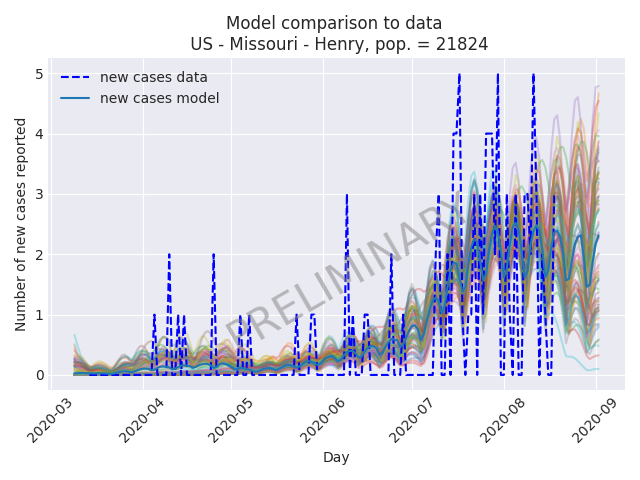 Model comparison to data
US - Missouri - Henry, pop. = 21824
new cases data
new cases model
Number of new cases reported
5
4
3
2
1
0
PRELIMINARY
2020-03
2020-04
2020-05
2020-06
2020-07
2020-08
2020-09
Day